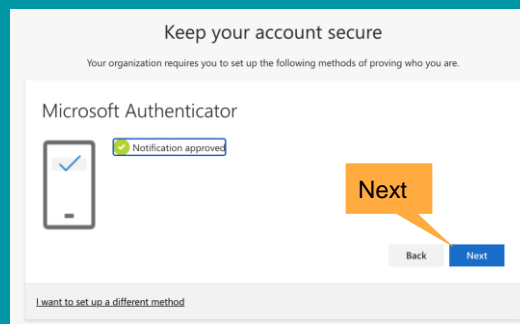 Keep your account secure
Your organization requires you to set up the following methods of proving who you are.
Microsoft Authenticator
Notification approved
Next
Back Next
I want to set up a different method